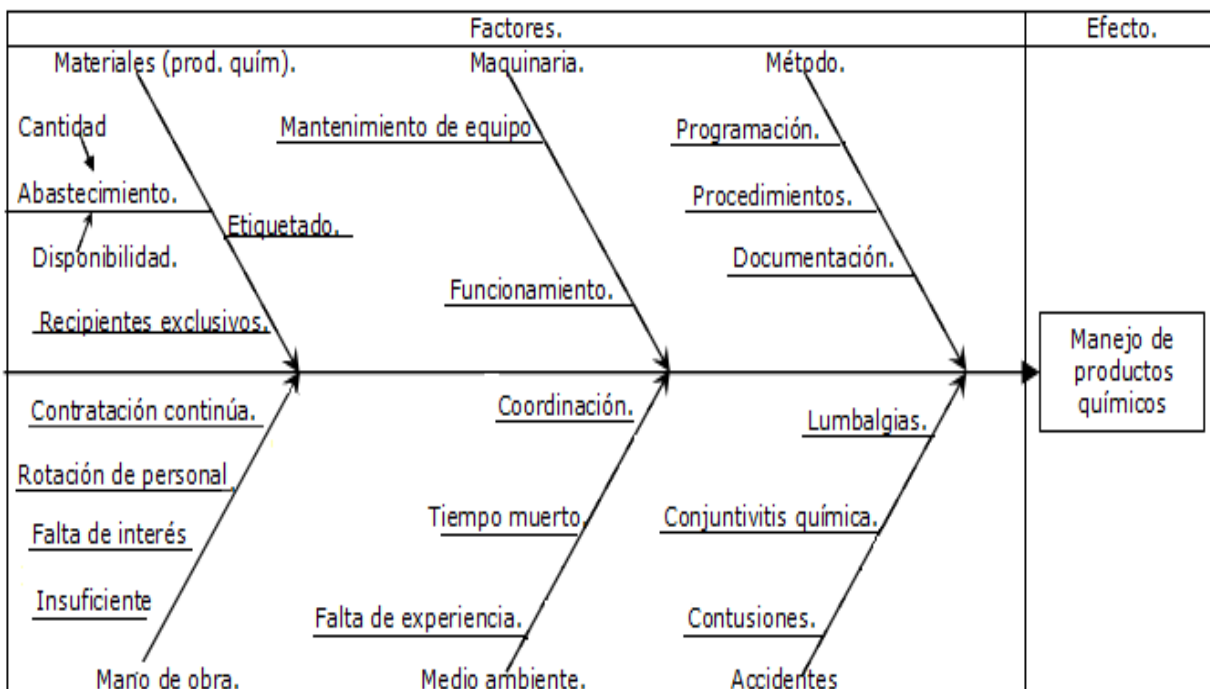 Factores.
Efecto.
Materiales (prod. quím).
Maquinaria.
Método.
Cantidad
Mantenimiento de equipo
Programación.
Abastecimiento.
Procedimientos.
Etiquetado.
Disponibilidad.
Documentación.
Funcionamiento.
Recipientes exclusivos.
Manejo de
productos
químicos
Contratación continúa.
Coordinación.
Lumbalgias.
Rotación de personal
Tiempo muerto.
Conjuntivitis química.
Falta de interés
Insuficiente
Falta de experiencia.
Contusiones.
Mano de obra.
Medio ambiente.
Accidentes